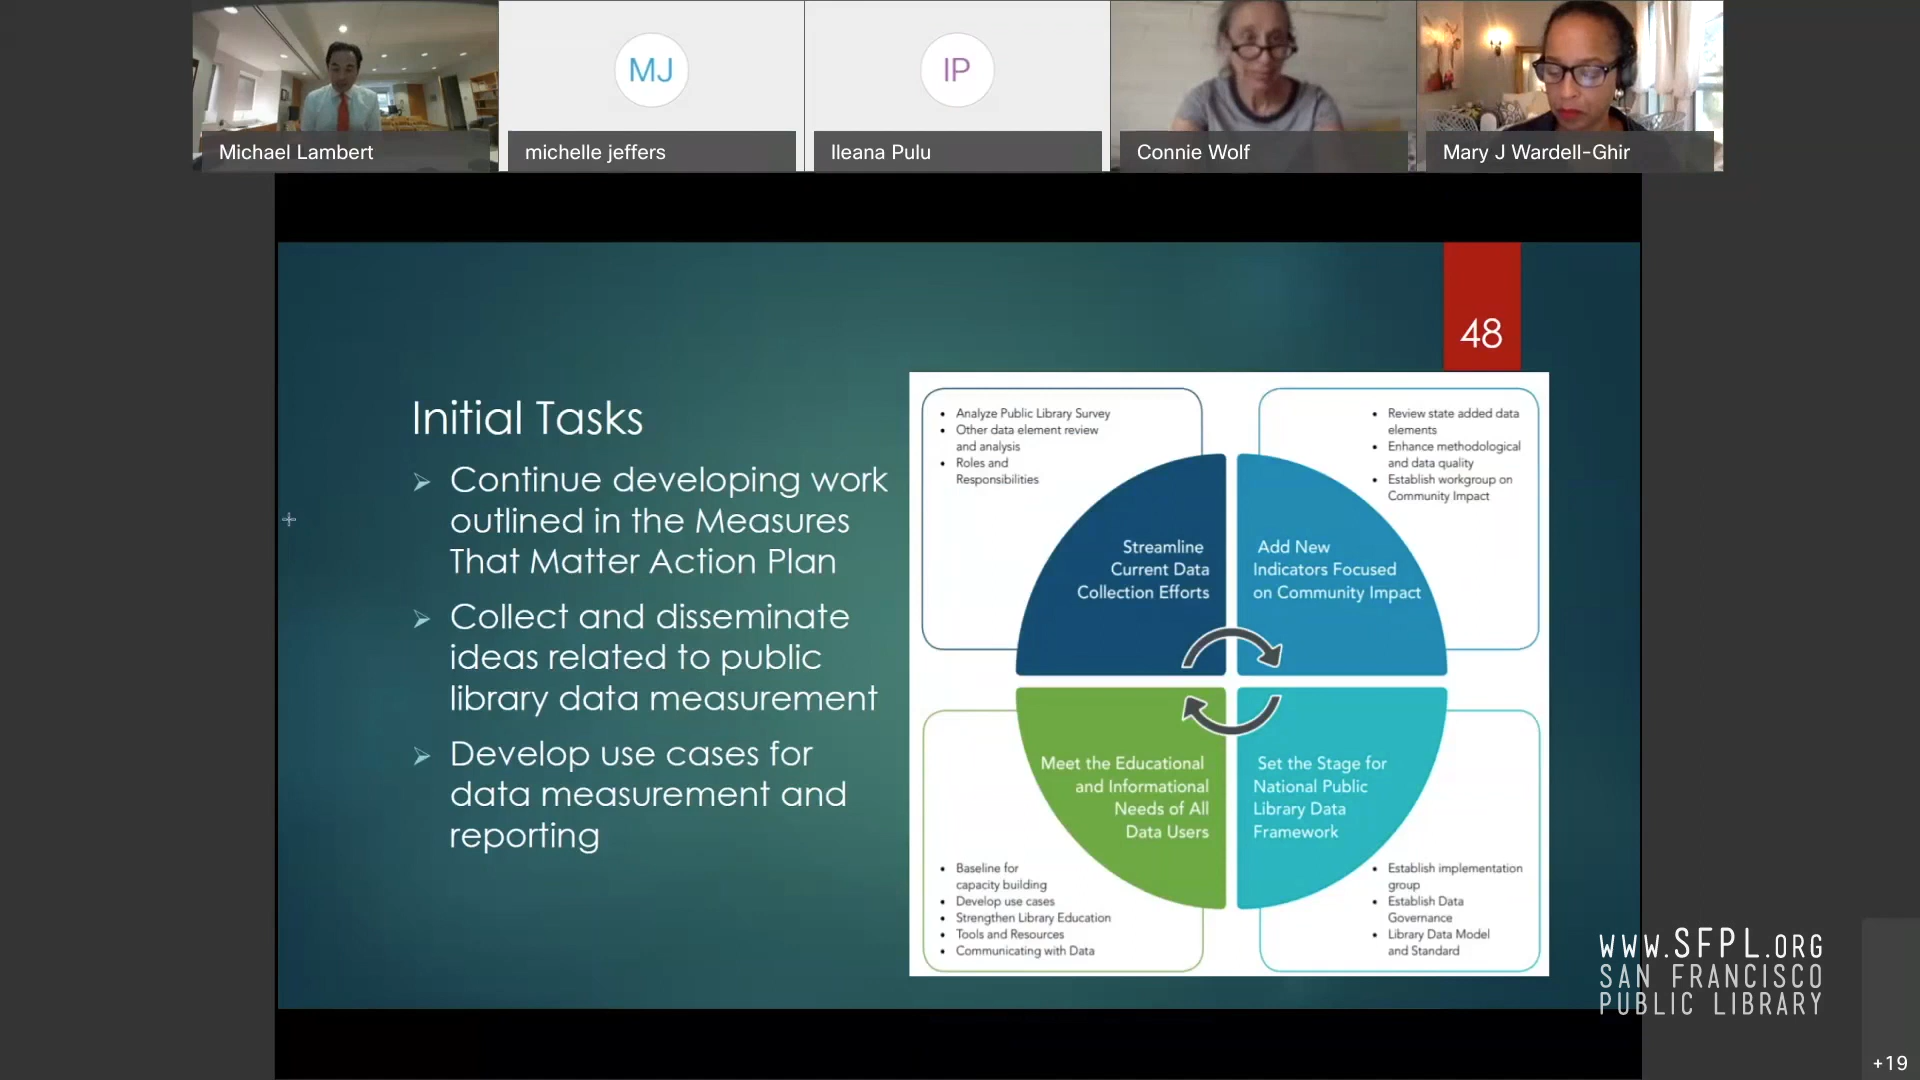 MJ
IP
Michael Lambert
michelle jeffers
Ileana Pulu
Connie Wolf
Mary J Wardell-Ghir
48
Initial Tasks
Continue developing work
outlined in the Measures
That Matter Action Plan
Collect and disseminate
ideas related to public
library data measurement
Develop use cases for
data measurement and
reporting
• Analyze Public Library Survey
• Other data element review
and analysis
• Roles and
Responsibilities
• Review state added data
elements
• Enhance methodological
and data quality
• Establish workgroup on
Community Impact
Streamline
Current Data
Collection Efforts
Add New
Indicators Focused
on Community Impact
Meet the Educational
and Informational
Needs of All
Data Users
Set the Stage for
National Public
Library Data
Framework
• Baseline for
capacity building
• Develop use cases
• Strengthen Library Education
• Tools and Resources
• Communicating with Data
• Establish implementation
group
• Establish Data
Governance
• Library Data Model
and Standard
WWW.SFPL.ORG
SAN FRANCISCO
PUBLIC LIBRARY
+19